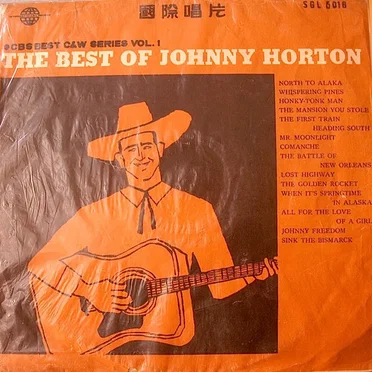 國際唱片
SGL 5016
CBS BEST C&W SERIES VOL. I
THE BEST OF JOHNNY HORTON
NORTH TO ALAKA
WHISPERING PINES
HONKY-TONK MAN
THE MANSION YOU STOLE
THE FIRST TRAIN
HEADING SOUTH
MR. MOONLIGHT
COMANCHE
THE BATTLE OF
NEW ORLEANS
LOST HIGHWAY
THE GOLDEN ROCKET
WHEN IT'S SPRINGTIME
IN ALASKA
ALL FOR THE LOVE
OF A GIRL
JOHNNY FREEDOM
SINK THE BISMARCK